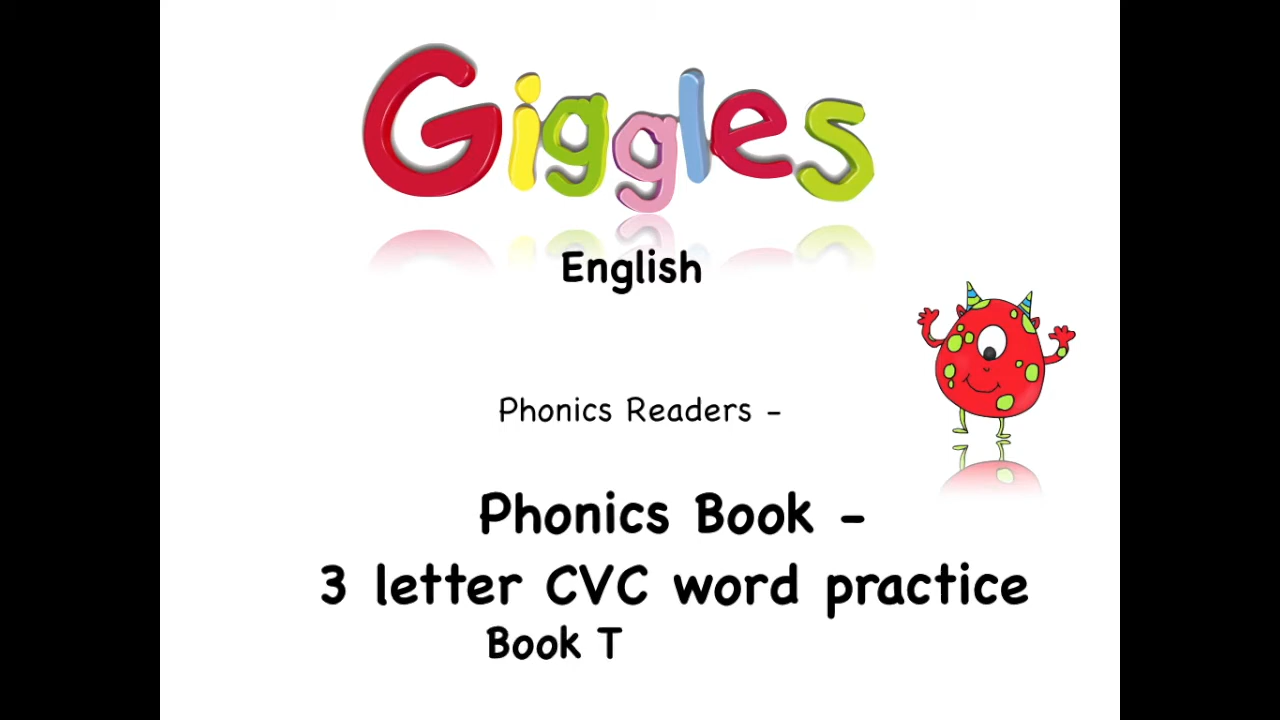 Giggles
English
Phonics Readers -
Phonics Book -
3 letter CVC word practice
Book T